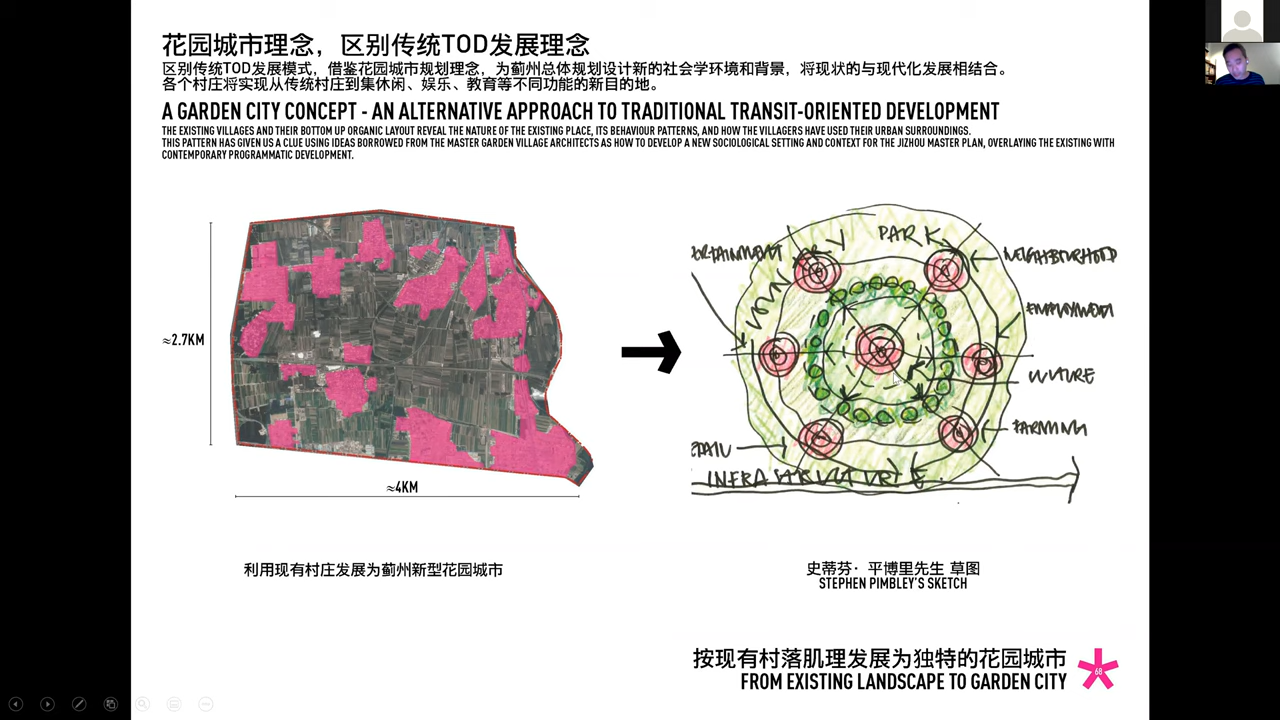 花园城市理念，区别传统TOD发展理念
区别传统TOD发展模式，借鉴花园城市规划理念，为蓟州总体规划设计新的社会学环境和背景，将现状的与现代化发展相结合。
各个村庄将实现从传统村庄到集休闲、娱乐、教育等不同功能的新目的地。
A GARDEN CITY CONCEPT - AN ALTERNATIVE APPROACH TO TRADITIONAL TRANSIT-ORIENTED DEVELOPMENT
THE EXISTING VILLAGES AND THEIR BOTTOM UP ORGANIC LAYOUT REVEAL THE NATURE OF THE EXISTING PLACE, ITS BEHAVIOUR PATTERNS, AND HOW THE VILLAGERS HAVE USED THEIR URBAN SURROUNDINGS.
THIS PATTERN HAS GIVEN US A CLUE USING IDEAS BORROWED FROM THE MASTER GARDEN VILLAGE ARCHITECTS AS HOW TO DEVELOP A NEW SOCIOLOGICAL SETTING AND CONTEXT FOR THE JIZHOU MASTER PLAN, OVERLAYING THE EXISTING WITH
CONTEMPORARY PROGRAMMATIC DEVELOPMENT.
≈2.7KM
≈4KM
PARK
NEIGHBOURHOOD
EMPLOYMENT
FARMING
INFRASTRUCTURE
利用现有村庄发展为蓟州新型花园城市
史蒂芬·平博里先生 草图
STEPHEN PIMBLEY'S SKETCH
按现有村落肌理发展为独特的花园城市
FROM EXISTING LANDSCAPE TO GARDEN CITY
68